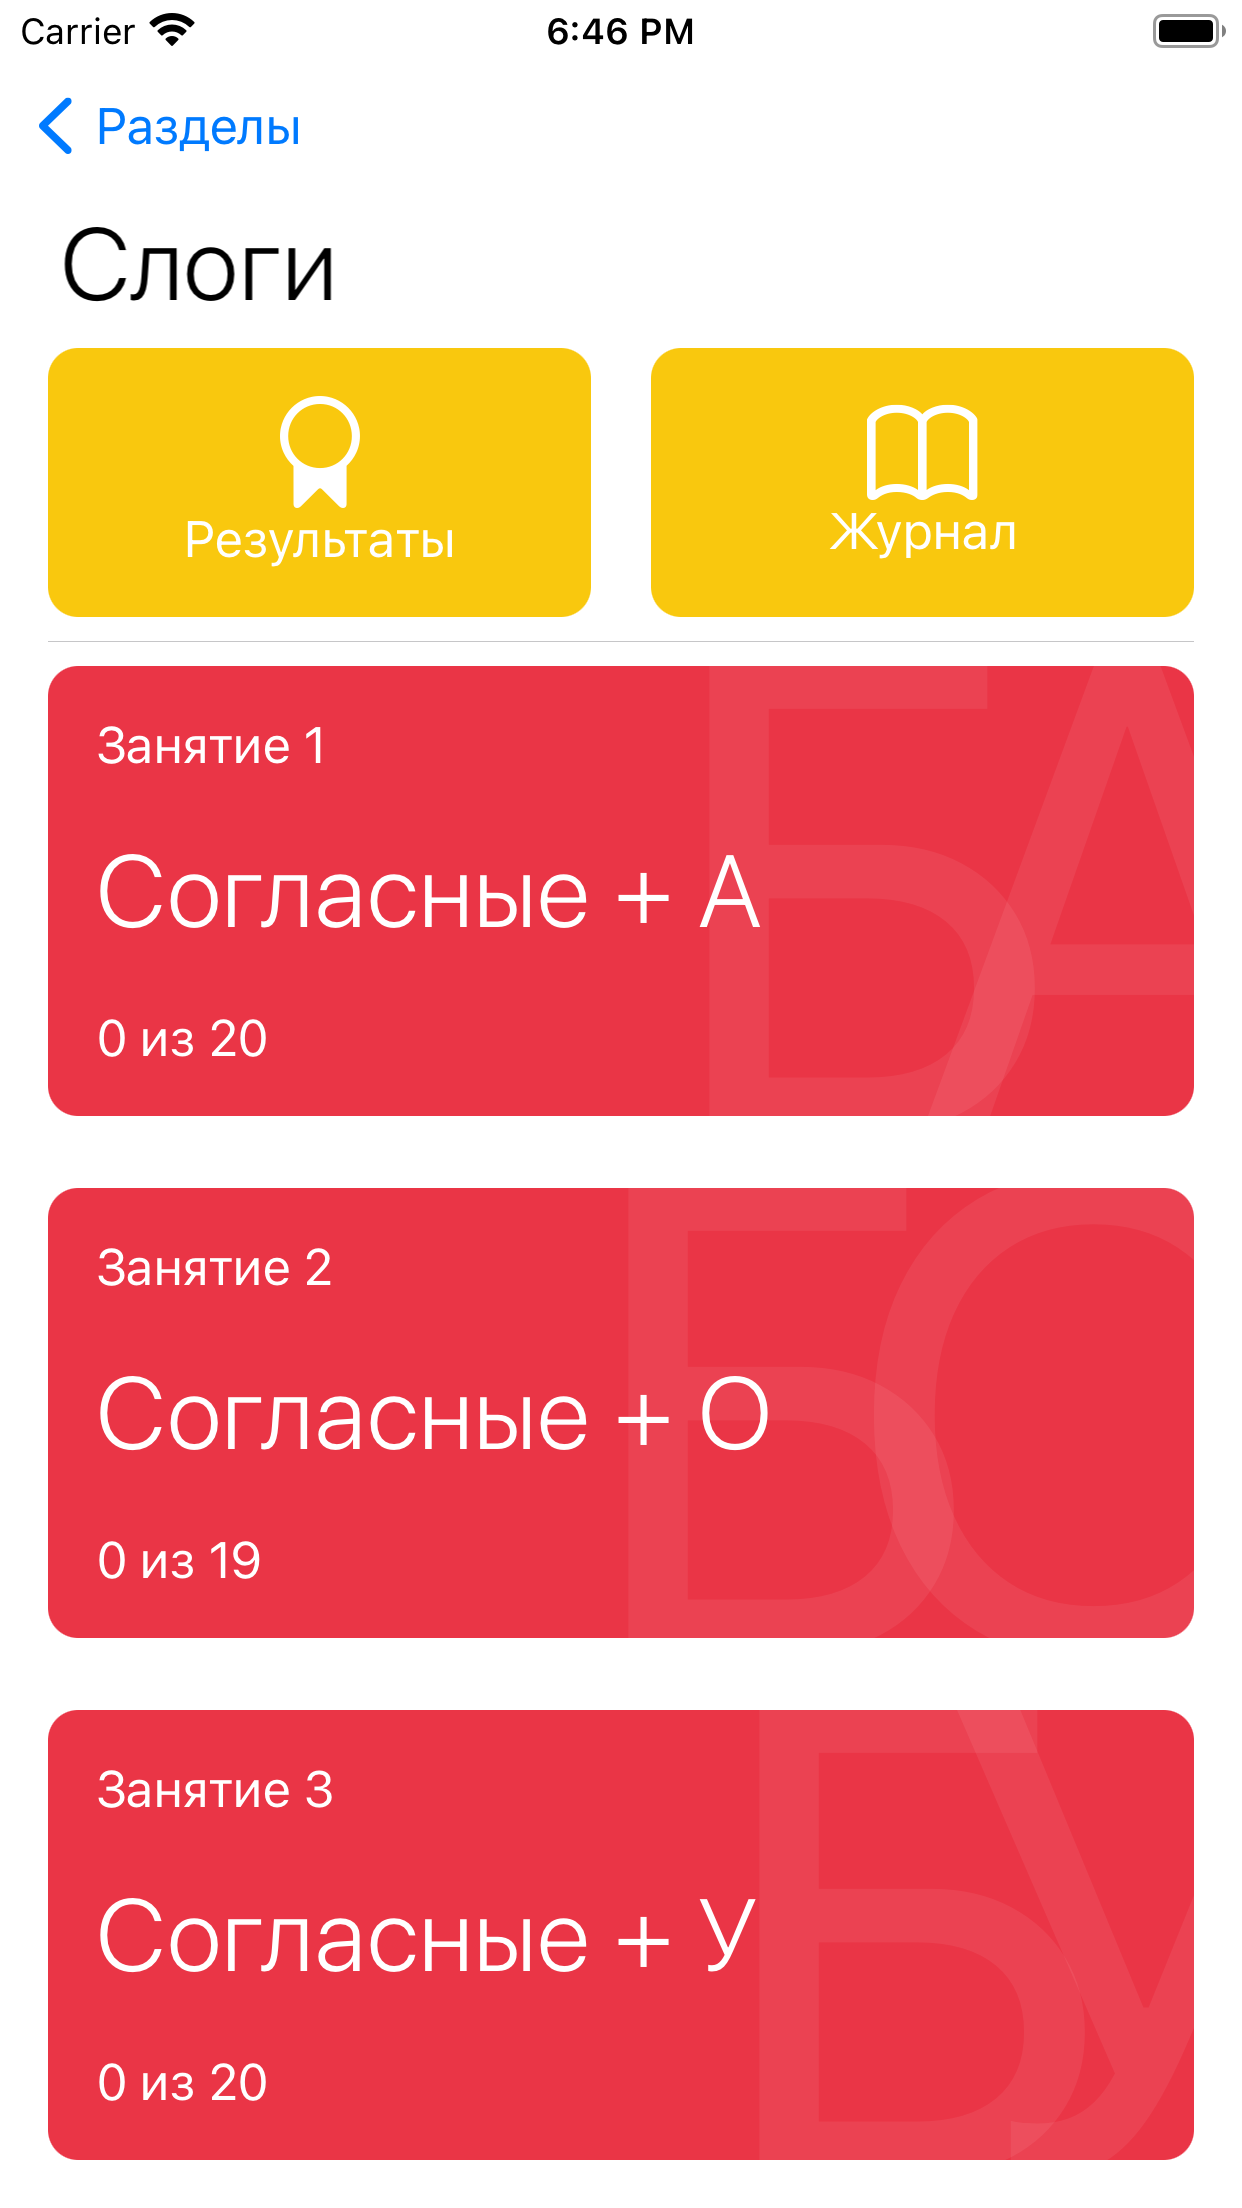 Carrier 6:46 PM
Разделы
Слоги
Результаты
Журнал
Занятие 1
Согласные + А
0 из 20
БА
Занятие 2
Согласные + О
0 из 19
БО
Занятие 3
Согласные + У
0 из 20
БУ